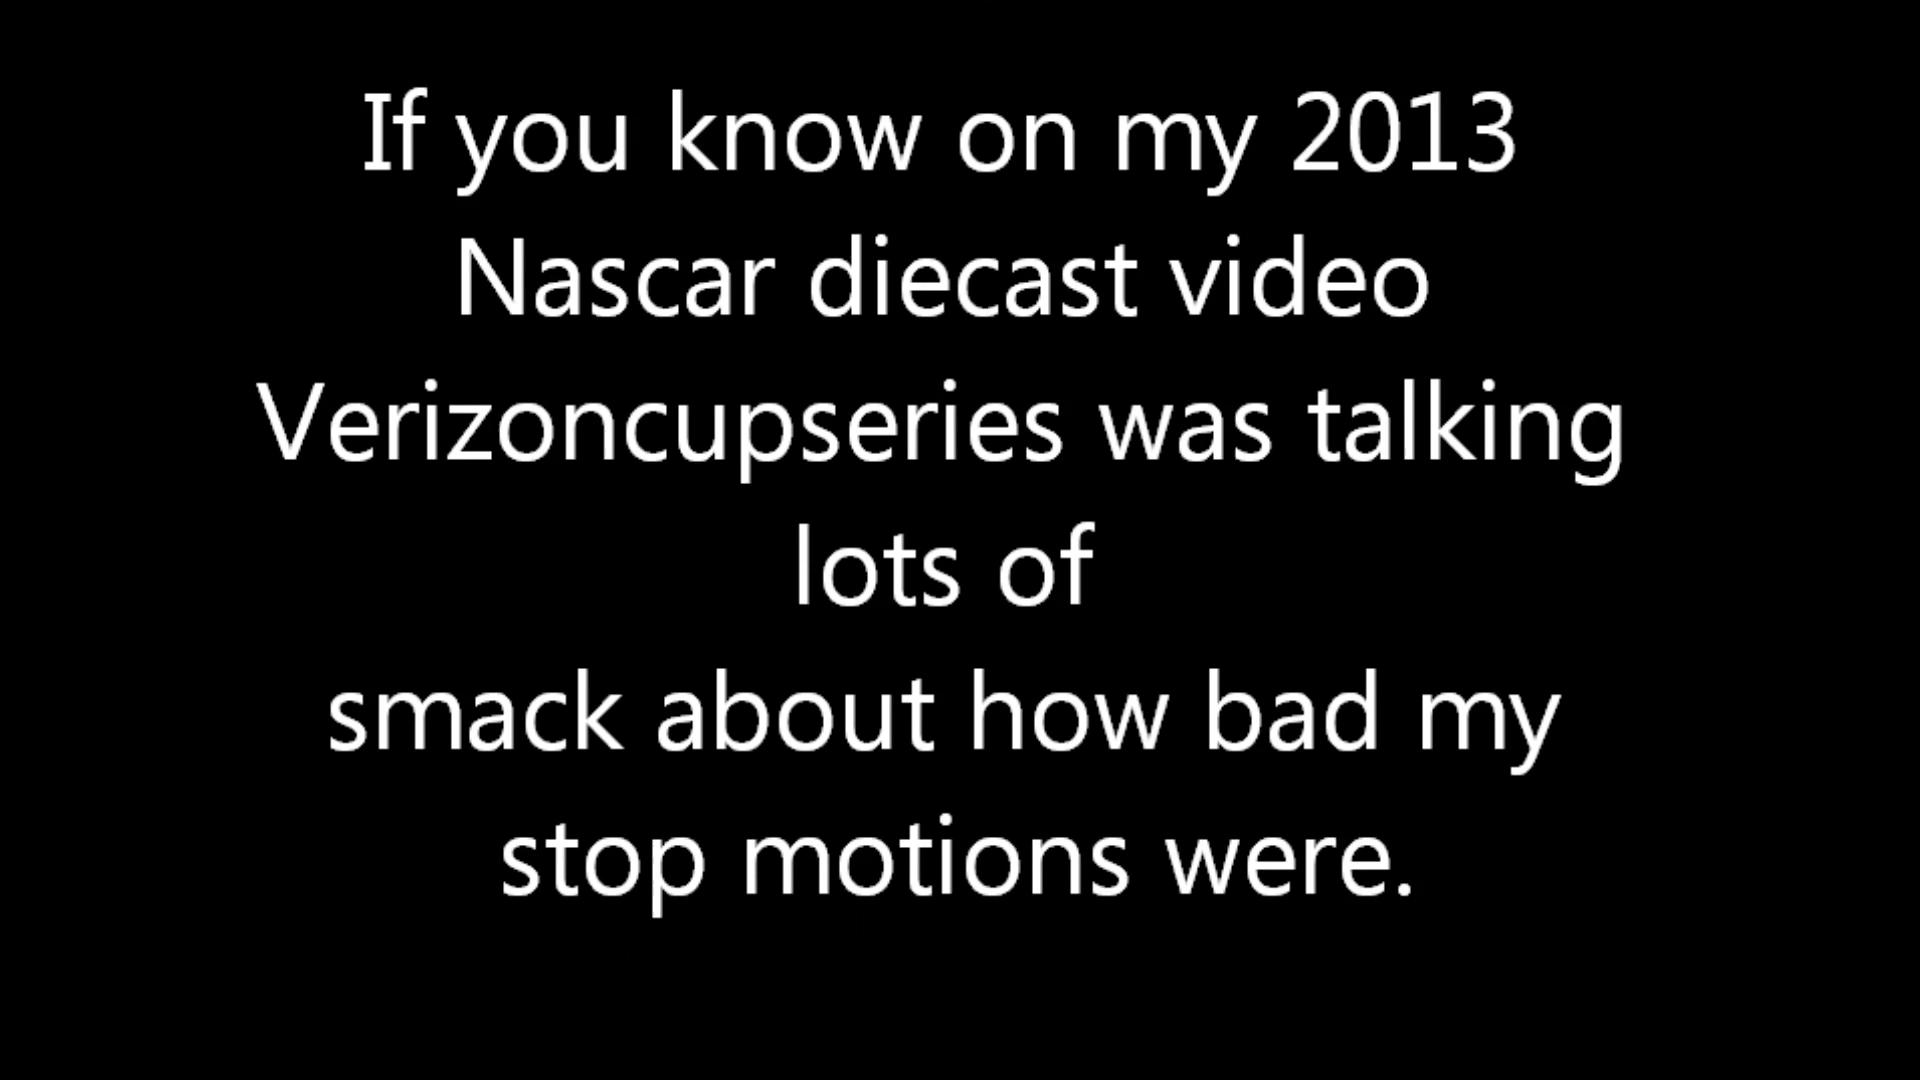 If you know on my 2013
Nascar diecast video
Verizoncupseries was talking
lots of
smack about how bad my
stop motions were.